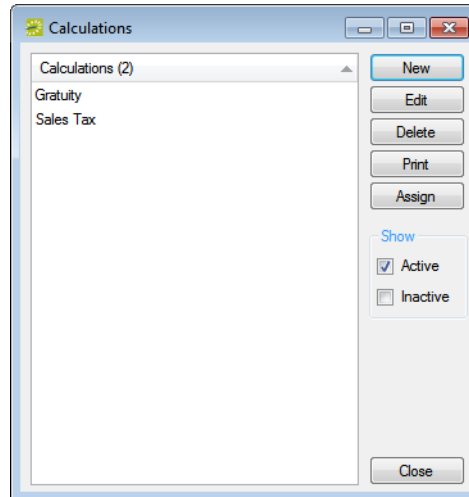 Calculations
Calculations (2)
Gratuity
Sales Tax
New
Edit
Delete
Print
Assign
Show
Active
Inactive
Close